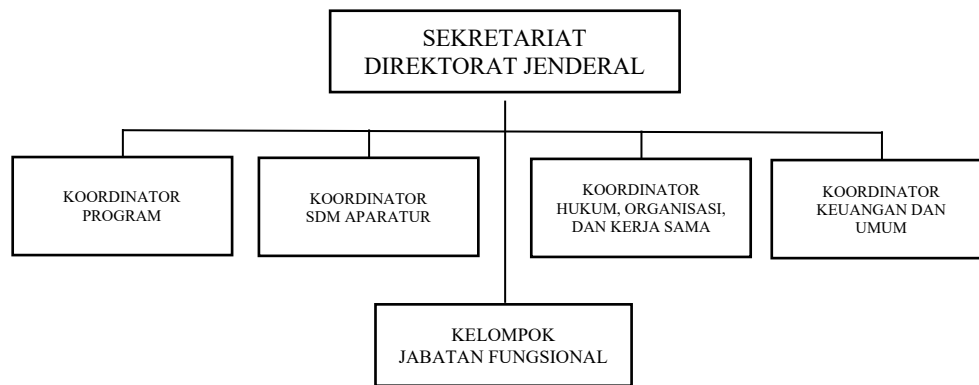 SEKRETARIAT
DIREKTORAT JENDERAL
KOORDINATOR
PROGRAM
KOORDINATOR
SDM APARATUR
KOORDINATOR
HUKUM, ORGANISASI,
DAN KERJA SAMA
KOORDINATOR
KEUANGAN DAN
UMUM
KELOMPOK
JABATAN FUNGSIONAL